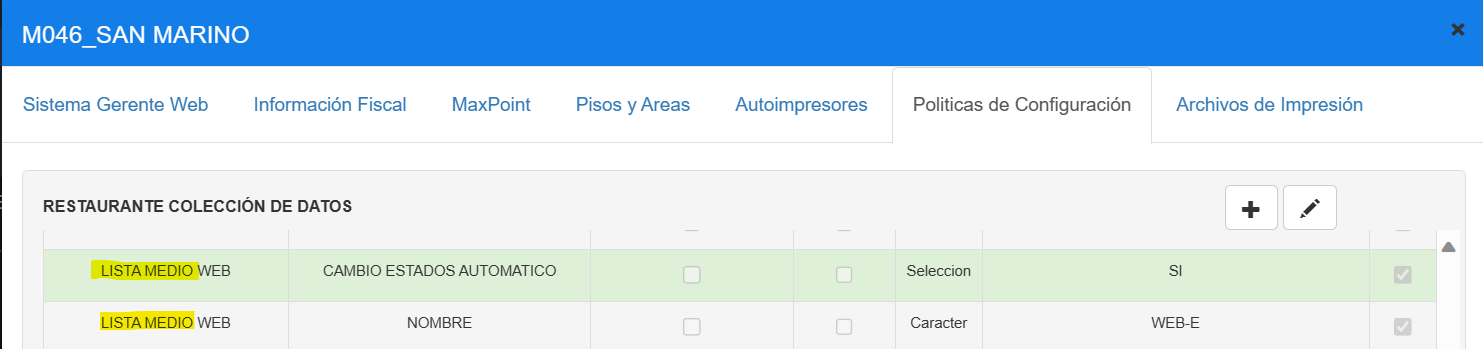 M046_SAN MARINO
Sistema Gerente Web Información Fiscal MaxPoint Pisos y Areas Autoimpresores Politicas de Configuración Archivos de Impresión
RESTAURANTE COLECCIÓN DE DATOS
LISTA MEDIO WEB CAMBIO ESTADOS AUTOMATICO Seleccion SI
LISTA MEDIO WEB NOMBRE Caracter WEB-E